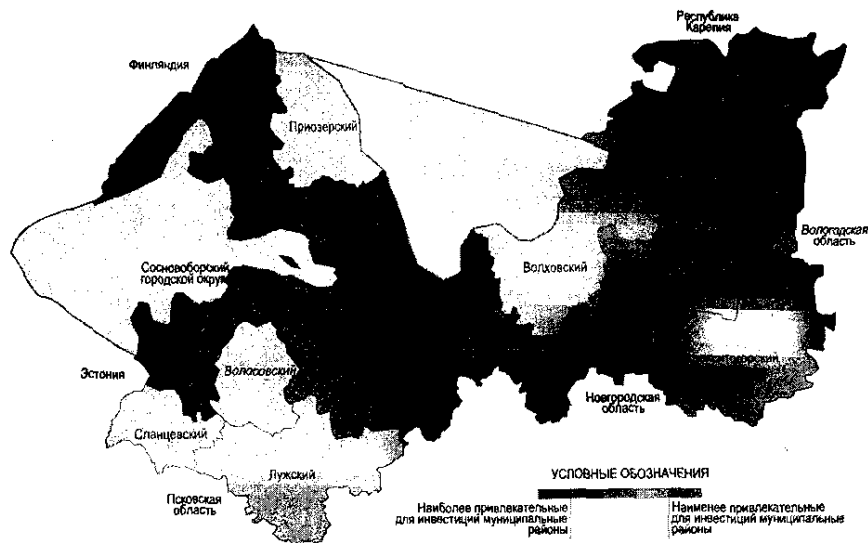 Республика
Карелия
Финляндия
Приозерский
Вологадская
область
Сосновоборский
городской округ
Волховский
Эстония
Волосовский
Новгородская
область
Сланцевский
Лужский
Псковская
область
УСЛОВНЫЕ ОБОЗНАЧЕНИЯ
Наиболее привлекательные
для инвестиций муниципальные
районы
Наименее привлекательные
для инвестиций муниципальные
районы